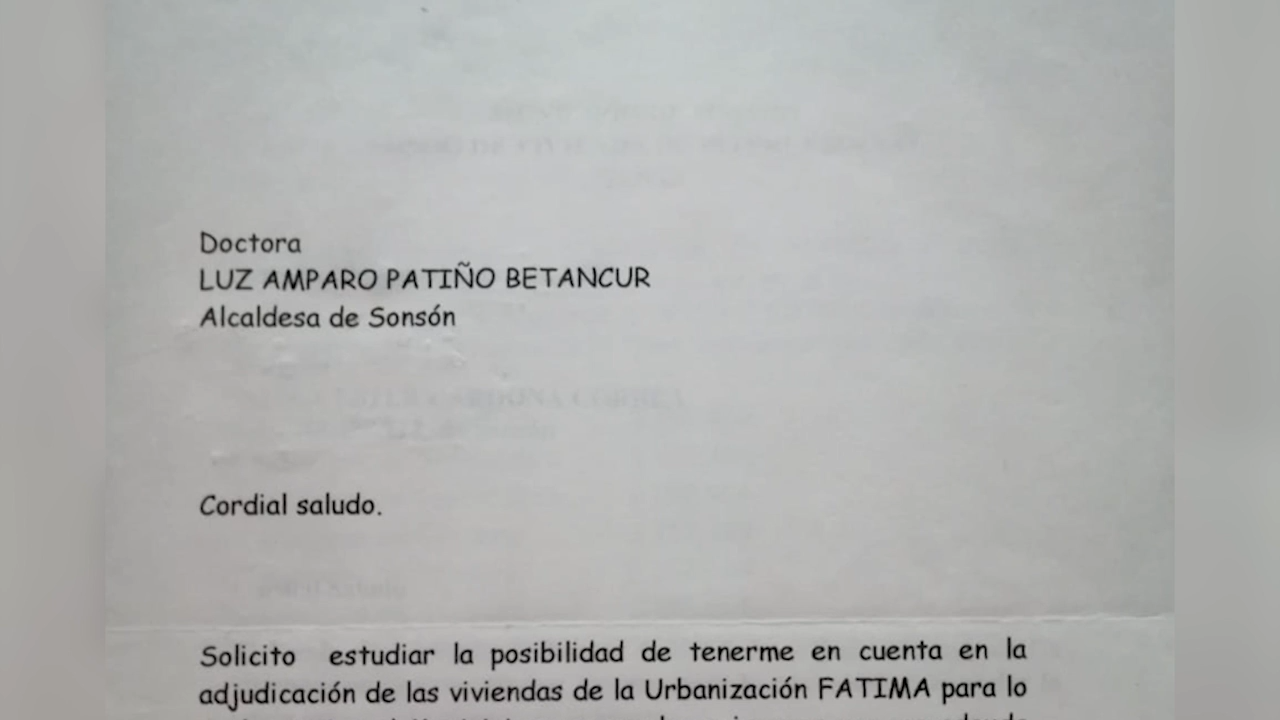 Doctora
LUZ AMPARO PATIÑO BETANCUR
Alcaldesa de Sonsón
Cordial saludo.
Solicito estudiar la posibilidad de tenerme en cuenta en la
adjudicación de las viviendas de la Urbanización FATIMA para lo